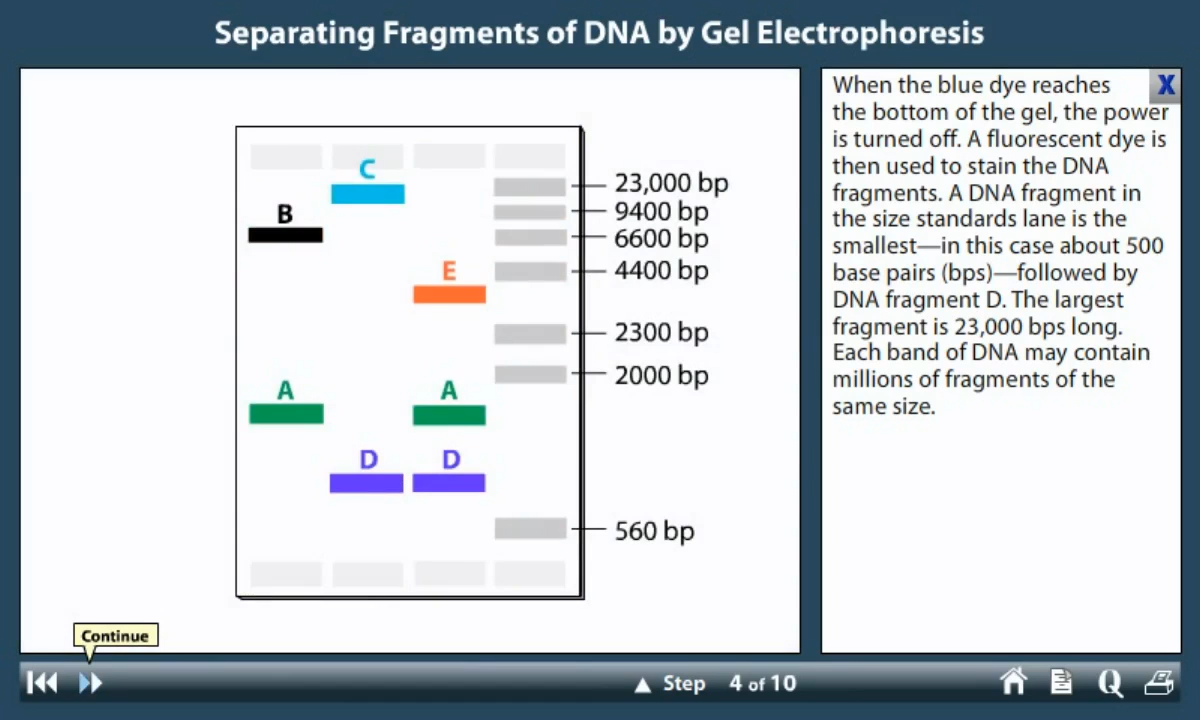 Separating Fragments of DNA by Gel Electrophoresis
C
B
E
A
A
D
D
23,000 bp
9400 bp
6600 bp
4400 bp
2300 bp
2000 bp
560 bp
When the blue dye reaches
the bottom of the gel, the power
is turned off. A fluorescent dye is
then used to stain the DNA
fragments. A DNA fragment in
the size standards lane is the
smallest—in this case about 500
base pairs (bps)—followed by
DNA fragment D. The largest
fragment is 23,000 bps long.
Each band of DNA may contain
millions of fragments of the
same size.
X
Continue
Step 4 of 10
Q